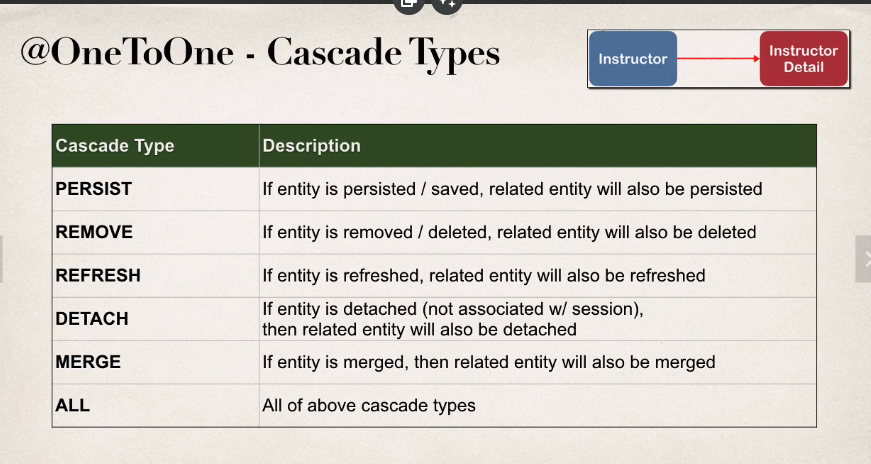 @OneToOne - Cascade Types
Instructor
Instructor
Detail
Cascade Type
Description
PERSIST
If entity is persisted / saved, related entity will also be persisted
REMOVE
If entity is removed / deleted, related entity will also be deleted
REFRESH
If entity is refreshed, related entity will also be refreshed
DETACH
If entity is detached (not associated w/ session),
then related entity will also be detached
MERGE
If entity is merged, then related entity will also be merged
ALL
All of above cascade types